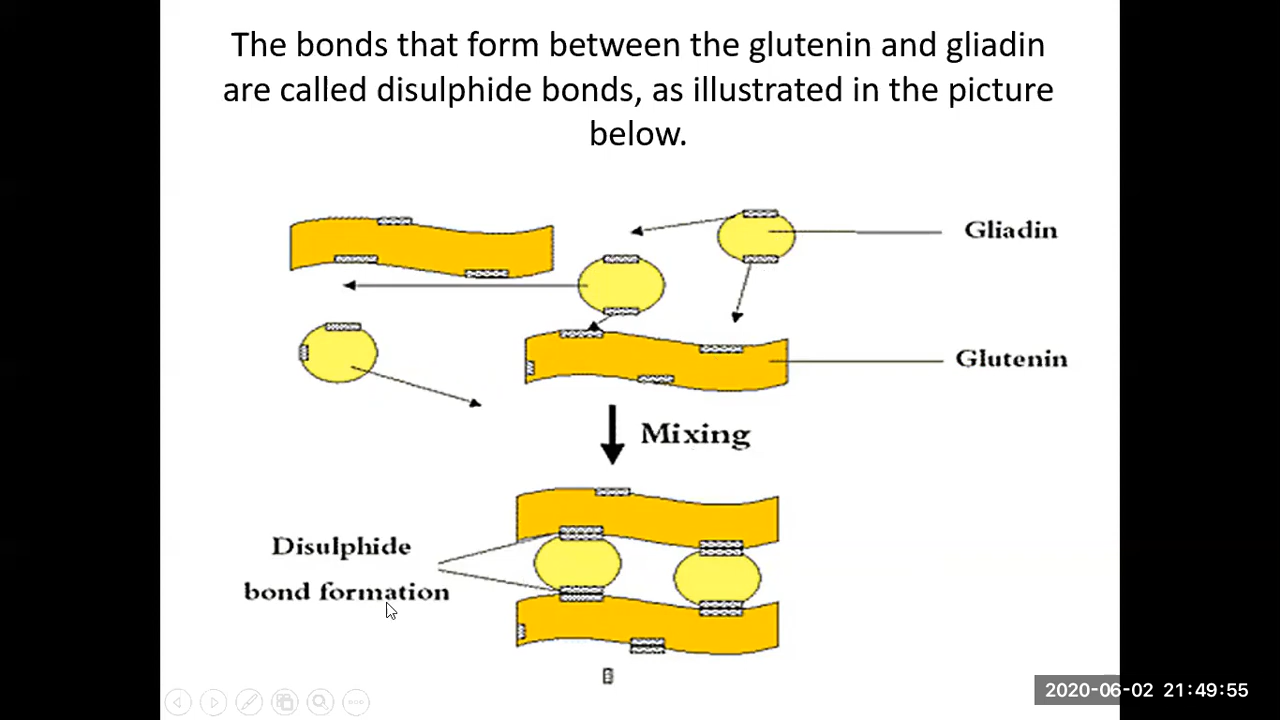 The bonds that form between the glutenin and gliadin
are called disulphide bonds, as illustrated in the picture
below.
Gliadin
Glutenin
Mixing
Disulphide
bond formation
2020-06-02 21:49:55